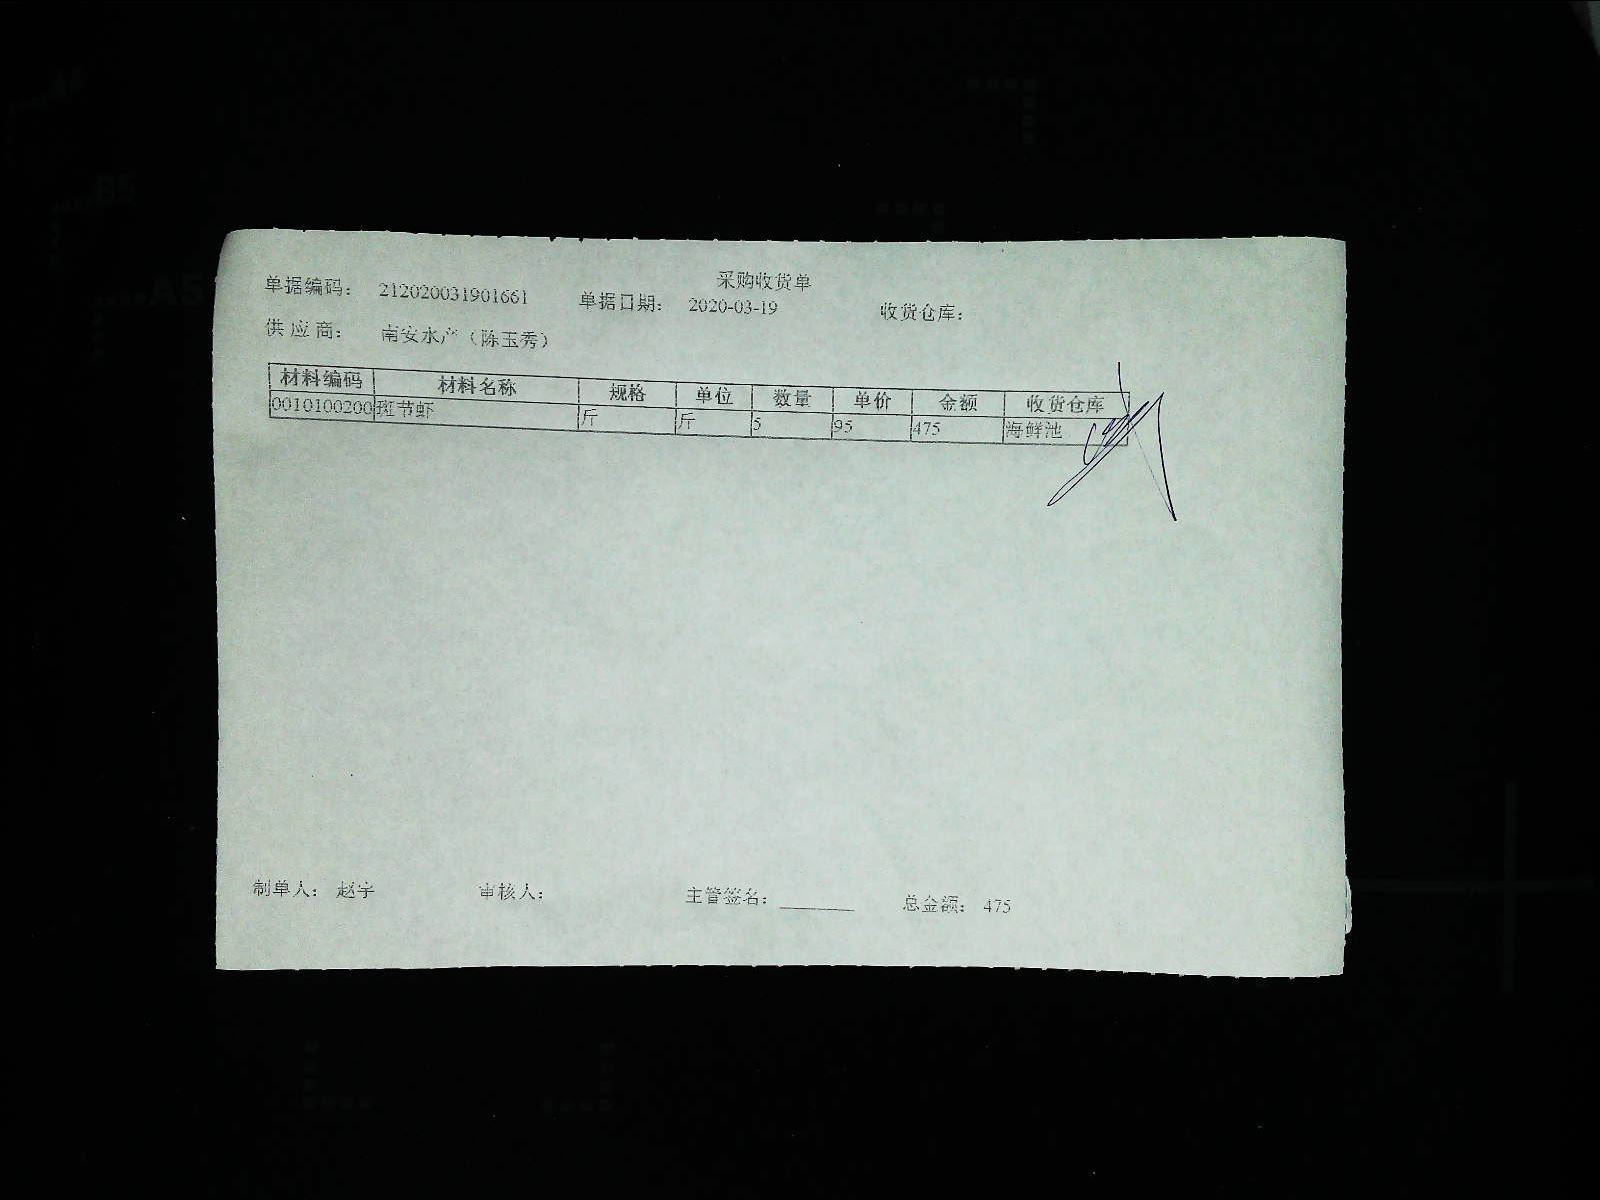 采购收货单
单据编码： 212020031901661 单据日期： 2020-03-19 收货仓库：
供 应 商： 南安水产（陈玉秀）
材料编码 材料名称 规格 单位 数量 单价 金额 收货仓库
0010100200 斑节虾 斤 斤 5 95 475 海鲜池
制单人： 赵宇 审核人： 主管签名：______ 总金额： 475